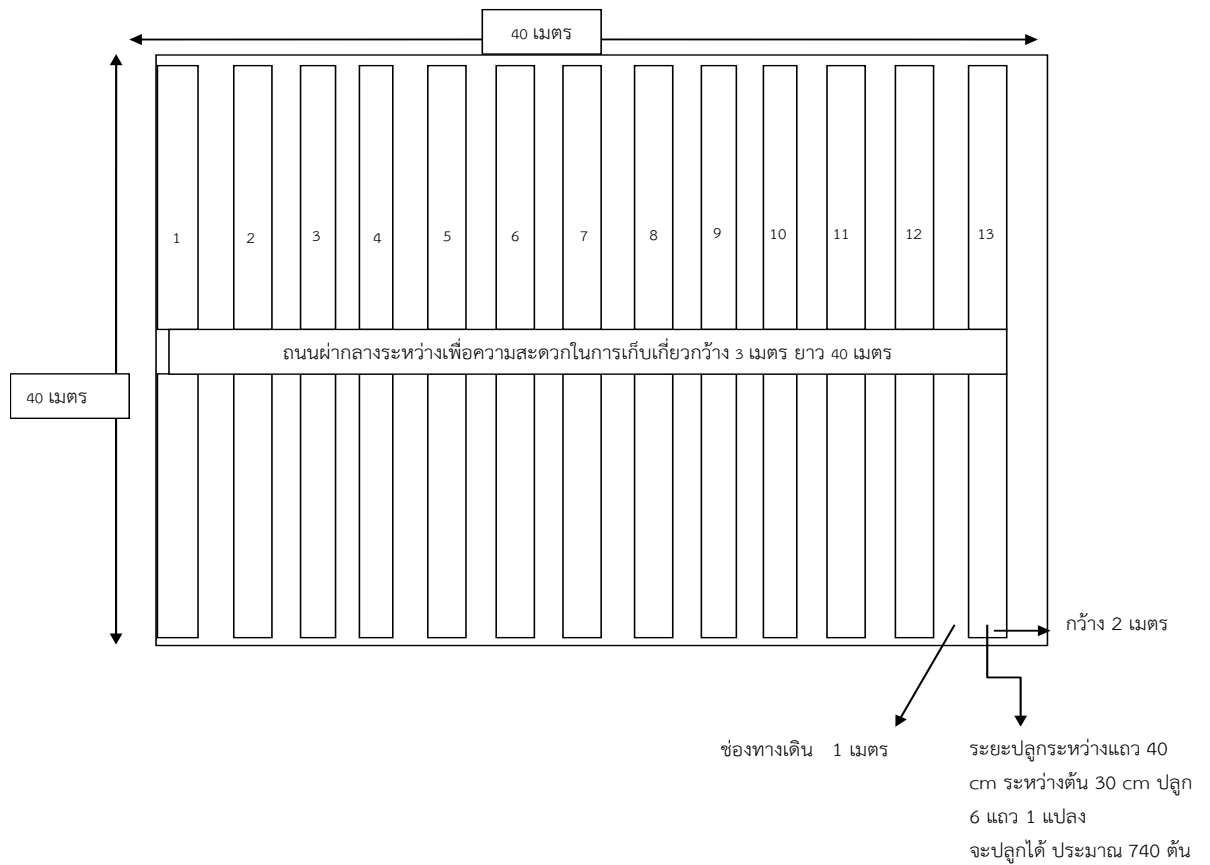 40 เมตร
1 2 3 4 5 6 7 8 9 10 11 12 13
ถนนผ่ากลางระหว่างเพื่อความสะดวกในการเก็บเกี่ยวกว้าง 3 เมตร ยาว 40 เมตร
40 เมตร
กว้าง 2 เมตร
ช่องทางเดิน 1 เมตร
ระยะปลูกระหว่างแถว 40
cm ระหว่างต้น 30 cm ปลูก
6 แถว 1 แปลง
จะปลูกได้ ประมาณ 740 ต้น